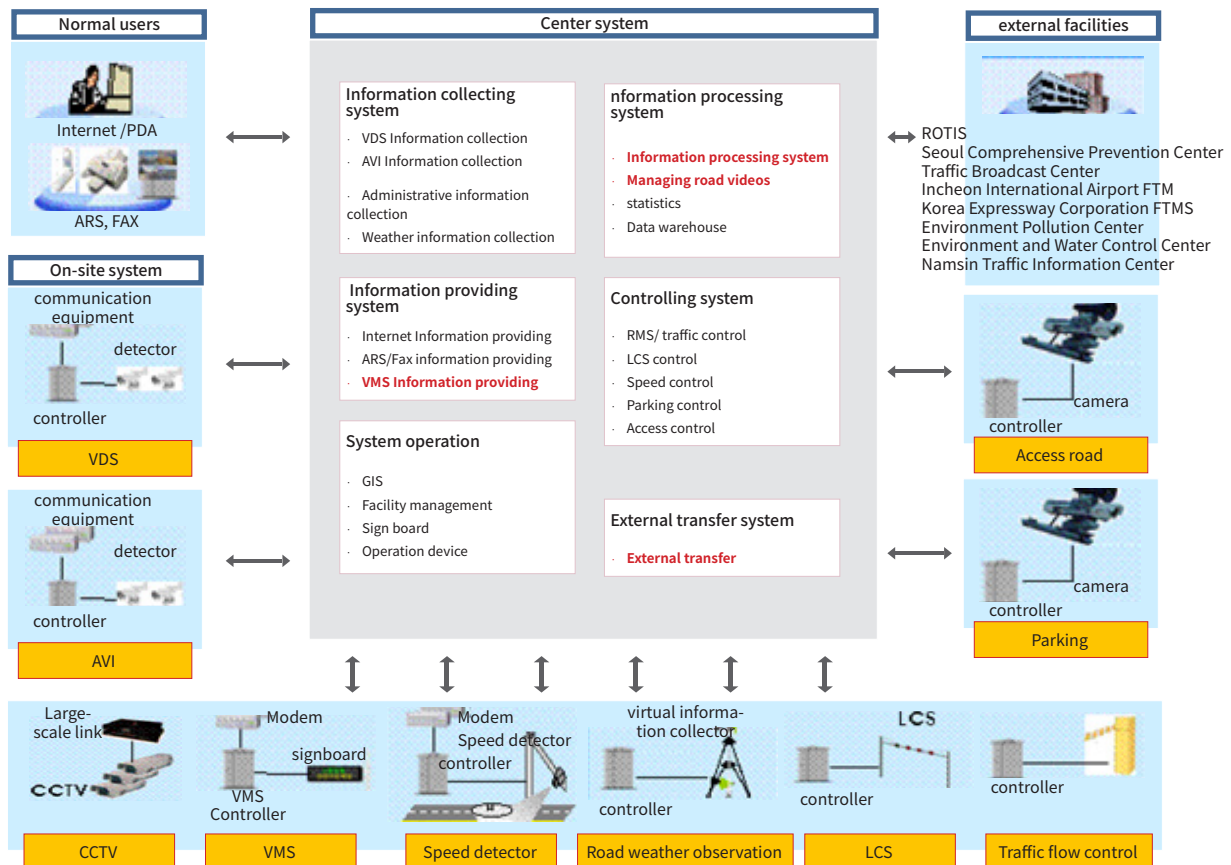 Normal users
Internet /PDA
ARS, FAX
On-site system
communication
equipment
detector
controller
VDS
communication
equipment
detector
controller
AVI
Center system
Information collecting
system
· VDS Information collection
· AVI Information collection
· Administrative information
collection
· Weather information collection
nformation processing
system
· Information processing system
· Managing road videos
· statistics
· Data warehouse
Information providing
system
· Internet Information providing
· ARS/Fax information providing
· VMS Information providing
Controlling system
· RMS/ traffic control
· LCS control
· Speed control
· Parking control
· Access control
System operation
· GIS
· Facility management
· Sign board
· Operation device
External transfer system
· External transfer
external facilities
ROTIS
Seoul Comprehensive Prevention Center
Traffic Broadcast Center
Incheon International Airport FTM
Korea Expressway Corporation FTMS
Environment Pollution Center
Environment and Water Control Center
Namsin Traffic Information Center
camera
controller
Access road
camera
controller
Parking
Large-
scale link
CCTV
CCTV
Modem
signboard
VMS
Controller
VMS
Modem
Speed detector
controller
Speed detector
virtual informa-
tion collector
controller
Road weather observation
LCS
controller
LCS
controller
Traffic flow control